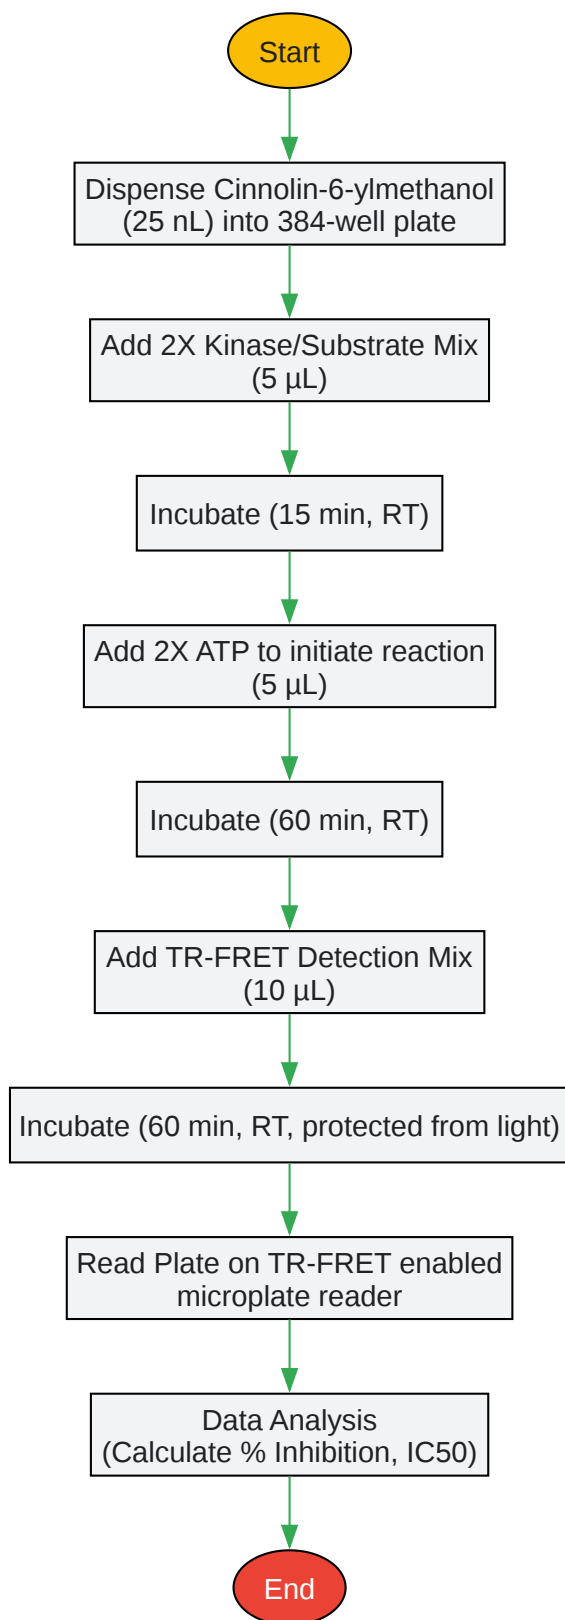 Start
Dispense Cinnolin-6-ylmethanol
(25 nL) into 384-well plate
Add 2X Kinase/Substrate Mix
(5 µL)
Incubate (15 min, RT)
Add 2X ATP to initiate reaction
(5 µL)
Incubate (60 min, RT)
Add TR-FRET Detection Mix
(10 µL)
Incubate (60 min, RT, protected from light)
Read Plate on TR-FRET enabled
microplate reader
Data Analysis
(Calculate % Inhibition, IC50)
End